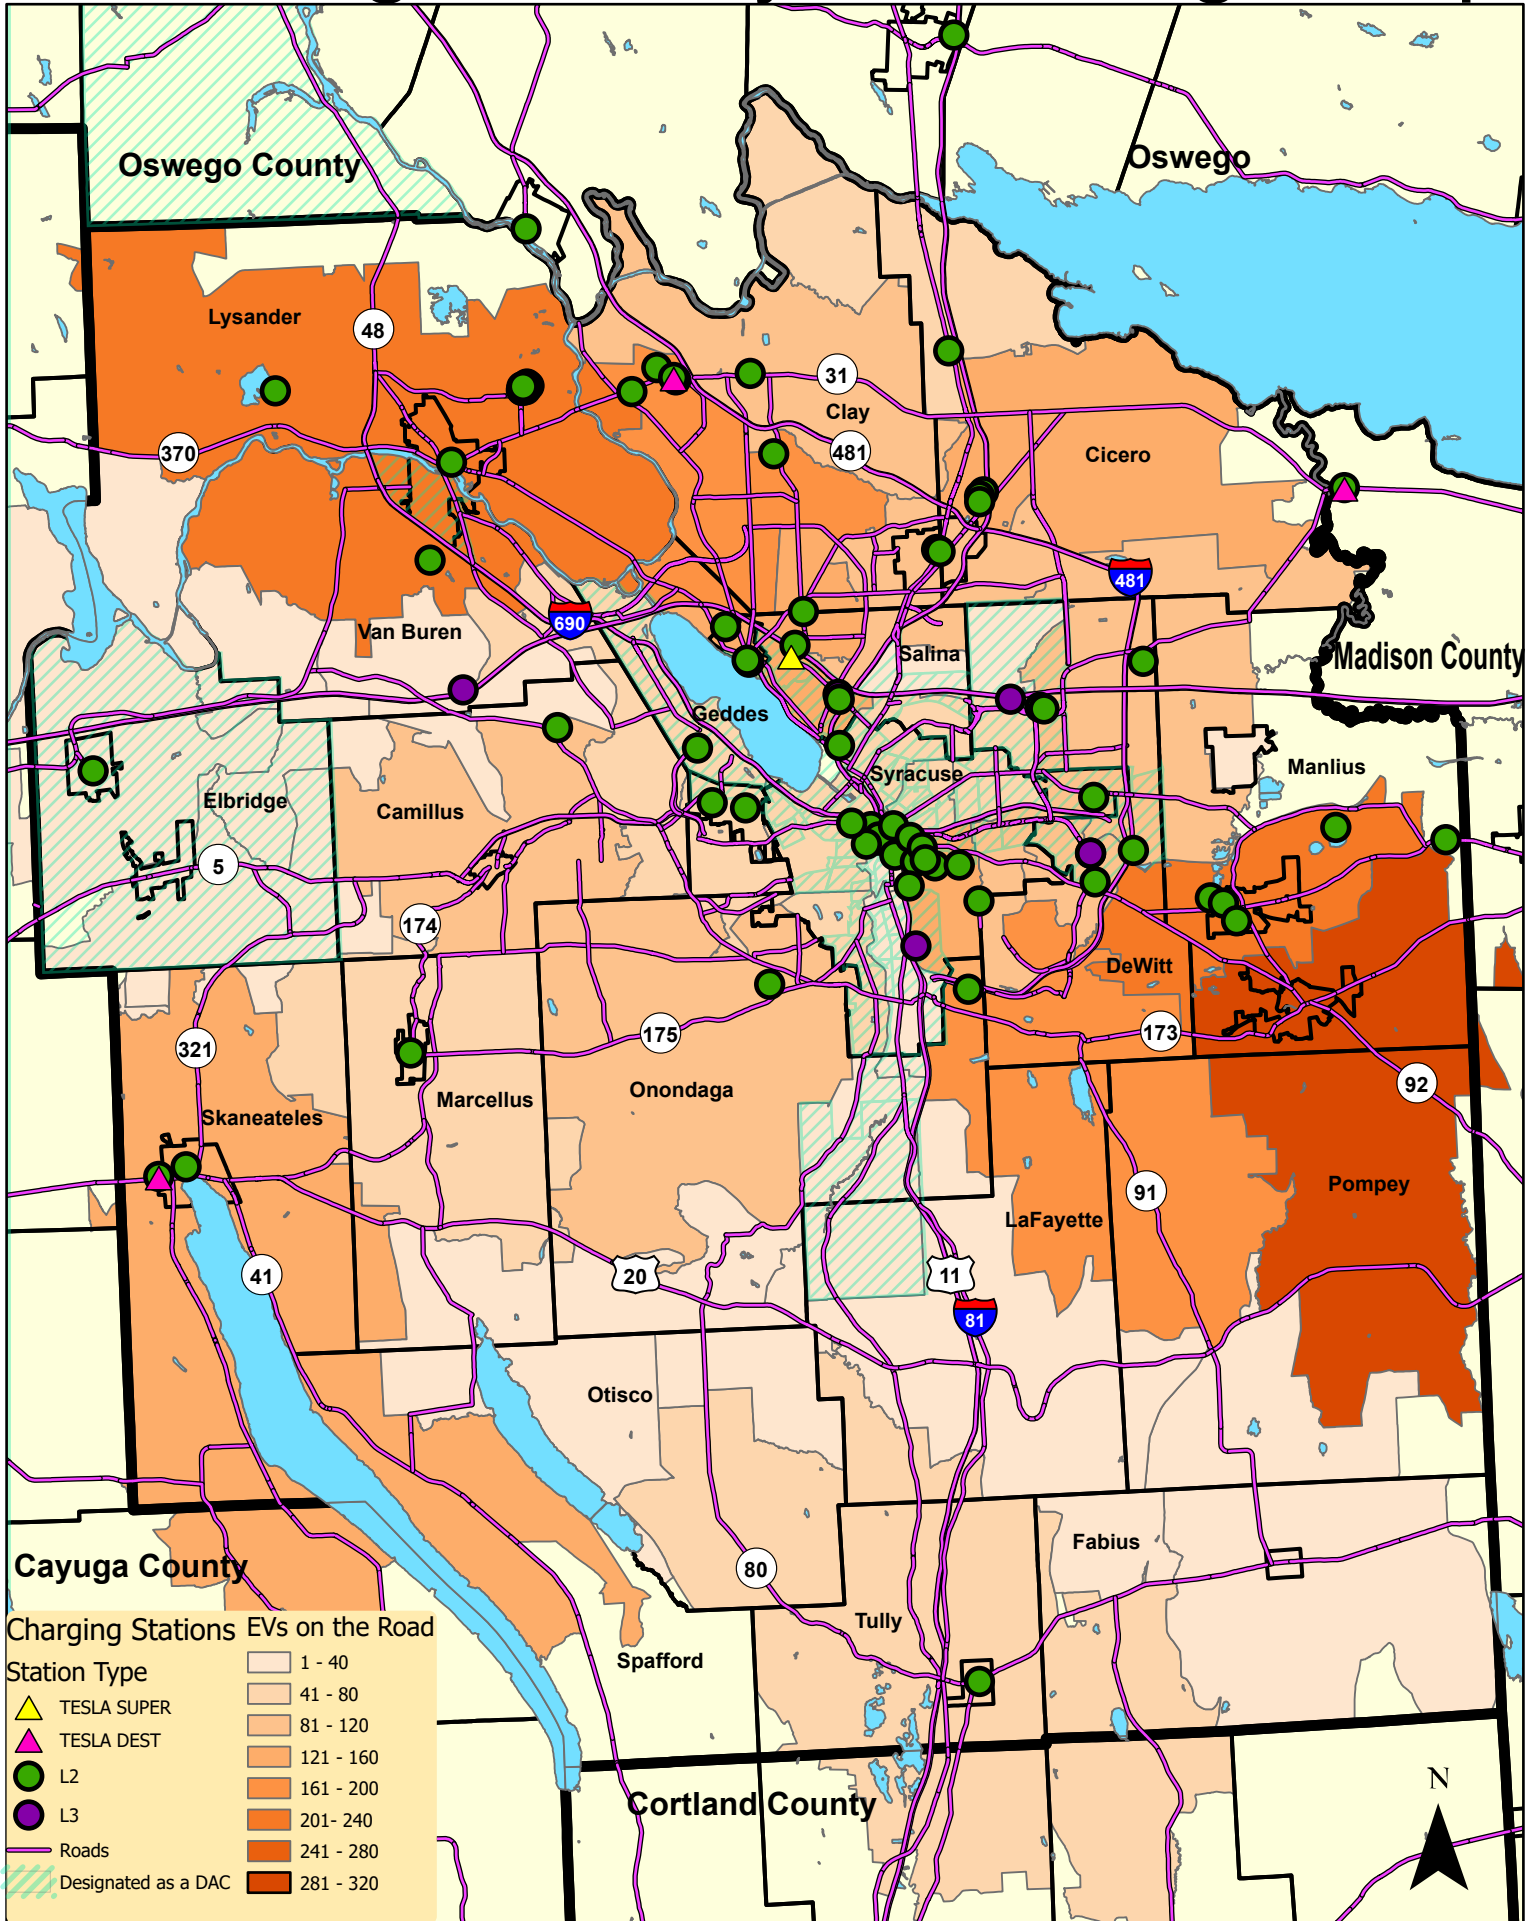 Oswego County
Oswego
Lysander
48
31
Clay
370
481
Cicero
481
690
Van Buren
Salina
Madison County
Geddes
Syracuse
Manlius
Elbridge
Camillus
5
174
DeWitt
175
173
321
Onondaga
92
Marcellus
Skaneateles
Pompey
91
LaFayette
41
20
11
81
Otisco
Fabius
Cayuga County
80
Tully
Spafford
Cortland County
Charging Stations
Station Type
TESLA SUPER
TESLA DEST
L2
L3
Roads
Designated as a DAC
EVs on the Road
1 - 40
41 - 80
81 - 120
121 - 160
161 - 200
201- 240
241 - 280
281 - 320
N